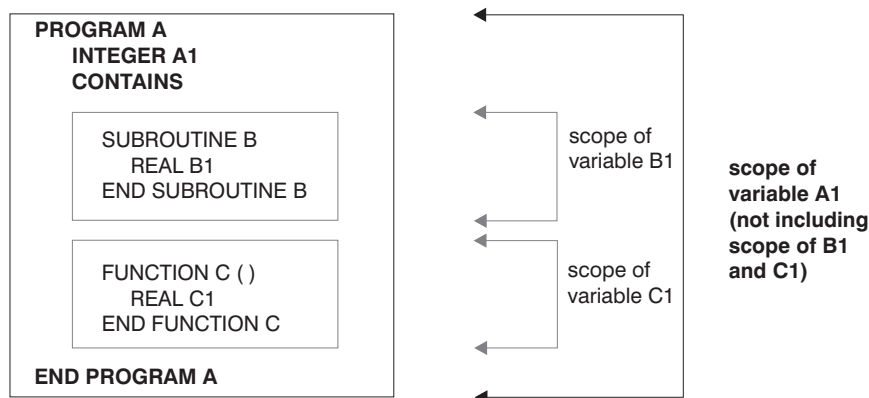 PROGRAM A
INTEGER A1
CONTAINS
SUBROUTINE B
REAL B1
END SUBROUTINE B
FUNCTION C ( )
REAL C1
END FUNCTION C
END PROGRAM A
scope of
variable B1
scope of
variable C1
scope of
variable A1
(not including
scope of B1
and C1)